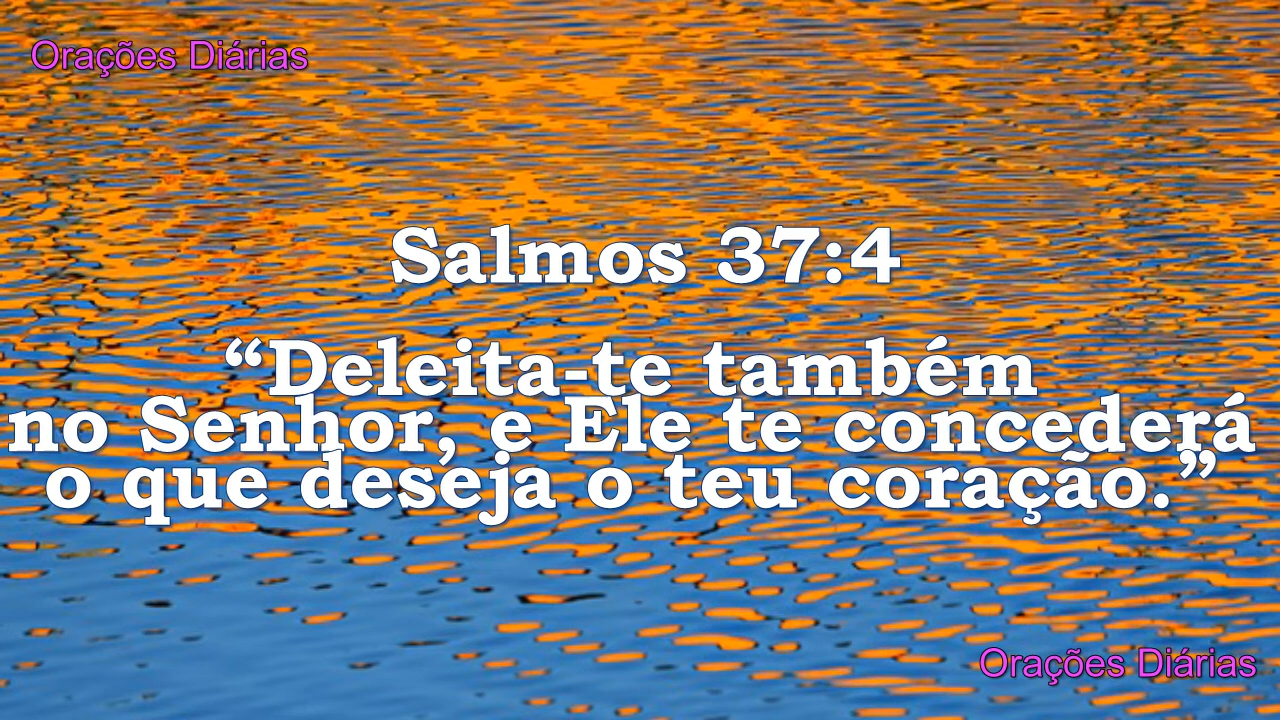 Orações Diárias
Salmos 37:4
“Deleita-te também
no Senhor, e Ele te concederá
o que deseja o teu coração.”
Orações Diárias